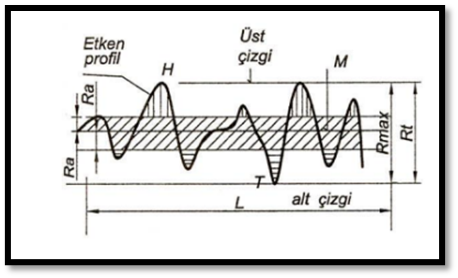 Etken
profil
H
Üst
çizgi
M
Ra
Ra
Rmax
Rt
T
L
alt çizgi